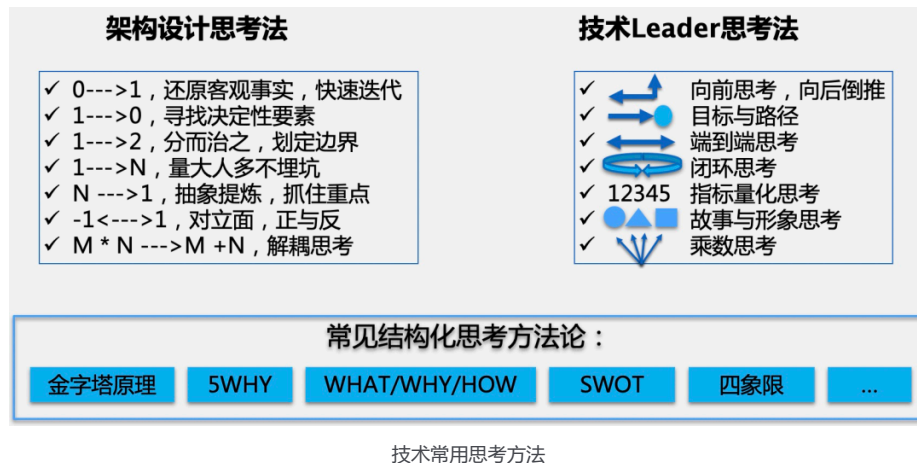 架构设计思考法
✓ 0--->1，还原客观事实，快速迭代
✓ 1--->0，寻找决定性要素
✓ 1--->2，分而治之，划定边界
✓ 1--->N，量大人多不埋坑
✓ N --->1，抽象提炼，抓住重点
✓ -1<--->1，对立面，正与反
✓ M * N --->M +N，解耦思考
技术Leader思考法
✓ 向前思考，向后倒推
✓ 目标与路径
✓ 端到端思考
✓ 闭环思考
✓ 12345 指标量化思考
✓ 故事与形象思考
✓ 乘数思考
常见结构化思考方法论：
金字塔原理 5WHY WHAT/WHY/HOW SWOT 四象限 ...
技术常用思考方法